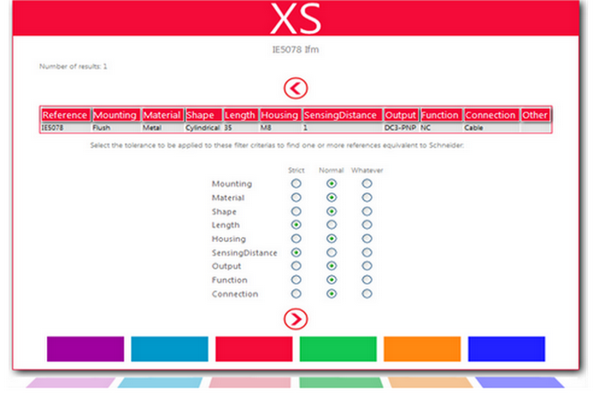 XS
IE5078 Ifm
Number of results: 1
Reference Mounting Material Shape Length Housing SensingDistance Output Function Connection Other
IE5078 Flush Metal Cylindrical 35 M8 1 DC3-PNP NC Cable
Select the tolerance to be applied to these filter criterias to find one or more references equivalent to Schneider.
Strict Normal Whatever
Mounting
Material
Shape
Length
Housing
SensingDistance
Output
Function
Connection